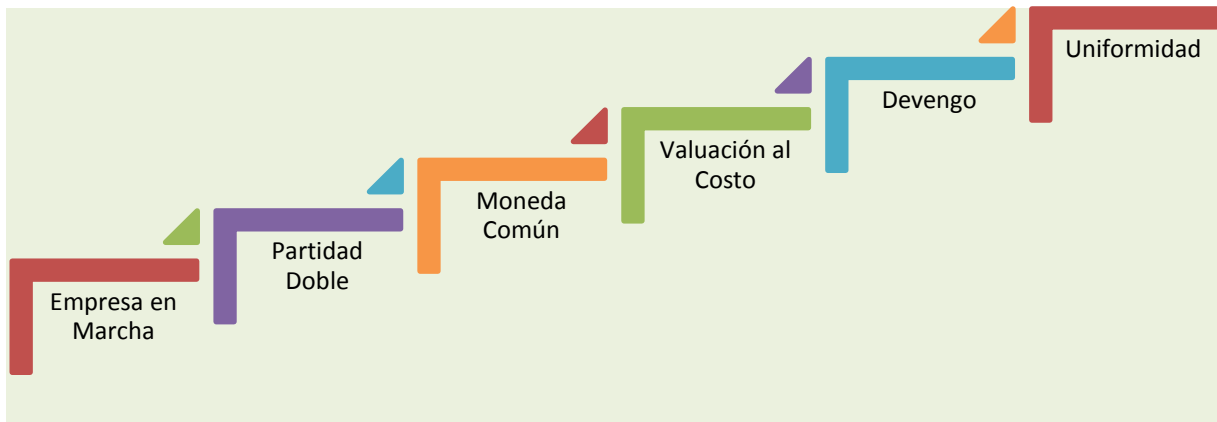 Empresa en
Marcha
Partidad
Doble
Moneda
Común
Valuación al
Costo
Devengo
Uniformidad